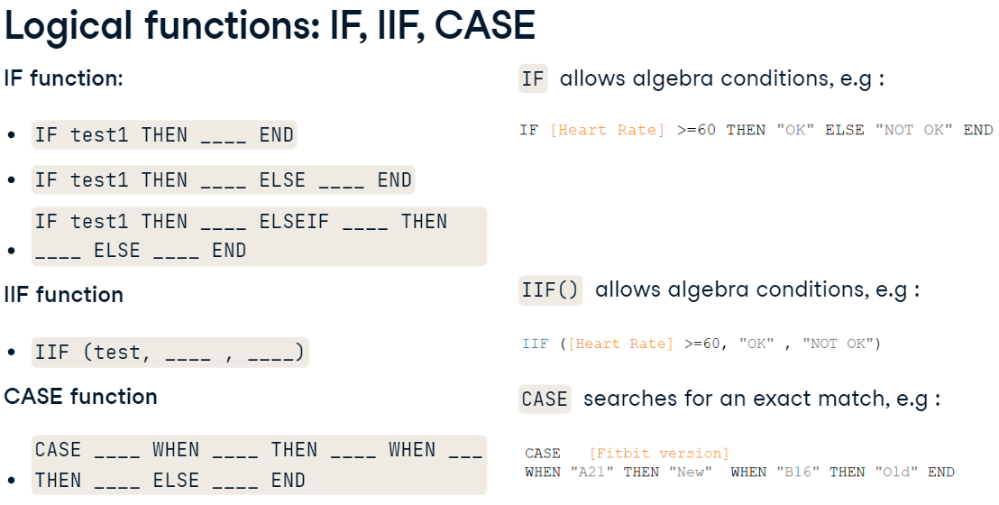 Logical functions: IF, IIF, CASE
IF function:
• IF test1 THEN ____ END
• IF test1 THEN ____ ELSE ____ END
IF test1 THEN ____ ELSEIF ____ THEN
• ____ ELSE ____ END
IIF function
• IIF (test, ____ , ____)
CASE function
CASE ____ WHEN ____ THEN ____ WHEN ___
• THEN ____ ELSE ____ END
IF allows algebra conditions, e.g :
IF [Heart Rate] >=60 THEN "OK" ELSE "NOT OK" END
IIF() allows algebra conditions, e.g :
IIF ([Heart Rate] >=60, "OK" , "NOT OK")
CASE searches for an exact match, e.g :
CASE [Fitbit version]
WHEN "A21" THEN "New" WHEN "B16" THEN "Old" END